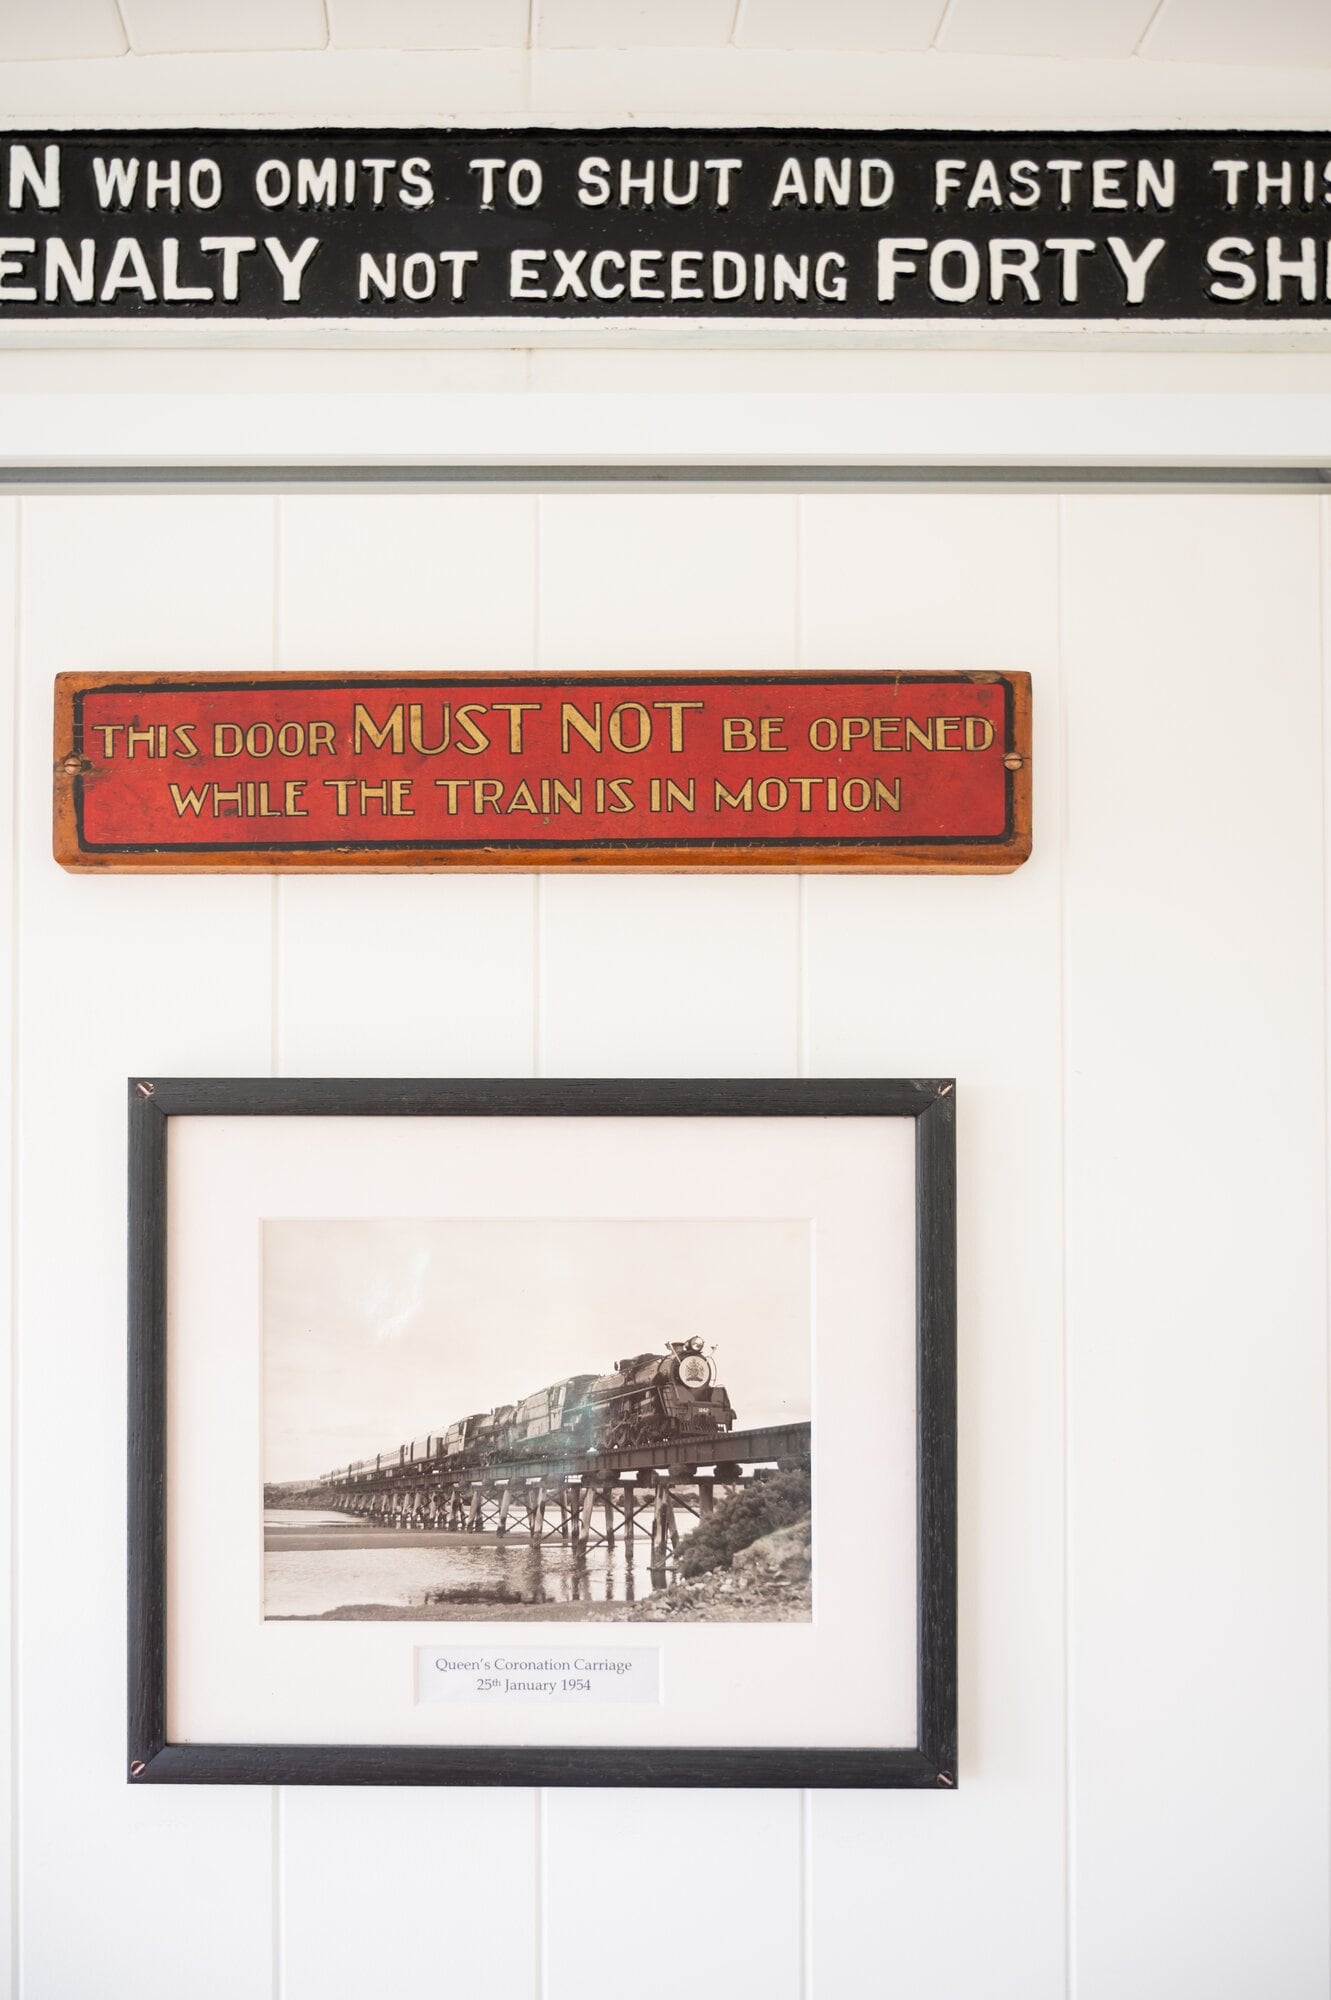 N WHO OMITS TO SHUT AND FASTEN THIS
ENALTY NOT EXCEEDING FORTY SHI
THIS DOOR MUST NOT BE OPENED
WHILE THE TRAIN IS IN MOTION
Queen's Coronation Carriage
25th January 1954